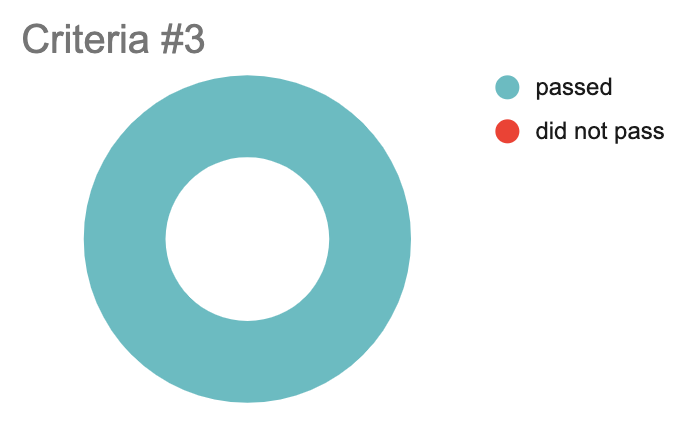 Criteria #3
passed
did not pass